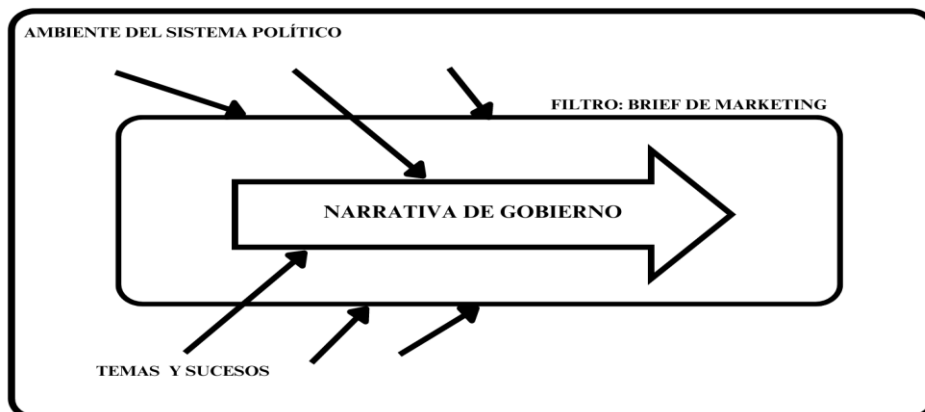 AMBIENTE DEL SISTEMA POLÍTICO
FILTRO: BRIEF DE MARKETING
NARRATIVA DE GOBIERNO
TEMAS Y SUCESOS